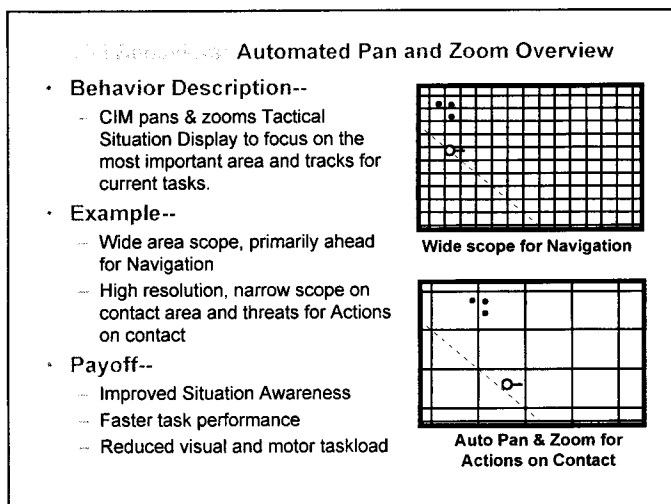 Automated Pan and Zoom Overview
· Behavior Description--
– CIM pans & zooms Tactical
Situation Display to focus on the
most important area and tracks for
current tasks.
· Example--
– Wide area scope, primarily ahead
for Navigation
– High resolution, narrow scope on
contact area and threats for Actions
on contact
· Payoff--
– Improved Situation Awareness
– Faster task performance
– Reduced visual and motor taskload
Wide scope for Navigation
Auto Pan & Zoom for
Actions on Contact